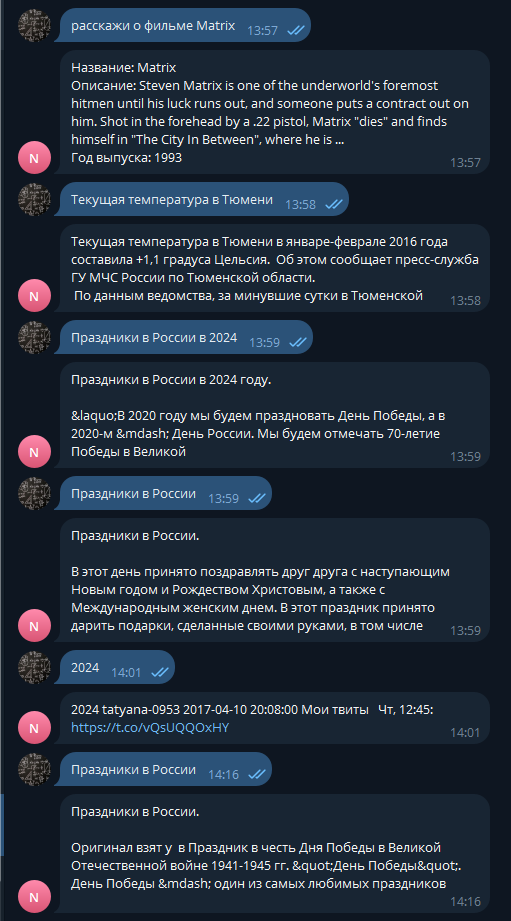 расскажи о фильме Matrix 13:57
Название: Matrix
Описание: Steven Matrix is one of the underworld's foremost
hitmen until his luck runs out, and someone puts a contract out on
him. Shot in the forehead by a .22 pistol, Matrix "dies" and finds
himself in "The City In Between", where he is ...
Год выпуска: 1993
N 13:57
Текущая температура в Тюмени 13:58
Текущая температура в Тюмени в январе-феврале 2016 года
составила +1,1 градуса Цельсия.  Об этом сообщает пресс-служба
ГУ МЧС России по Тюменской области.
По данным ведомства, за минувшие сутки в Тюменской
N 13:58
Праздники в России в 2024 13:59
Праздники в России в 2024 году.
&laquo;В 2020 году мы будем праздновать День Победы, а в
2020-м &mdash; День России. Мы будем отмечать 70-летие
Победы в Великой
N 13:59
Праздники в России 13:59
Праздники в России.
В этот день принято поздравлять друг друга с наступающим
Новым годом и Рождеством Христовым, а также с
Международным женским днем. В этот праздник принято
дарить подарки, сделанные своими руками, в том числе
N 13:59
2024 14:01
2024 tatyana-0953 2017-04-10 20:08:00 Мои твиты   Чт, 12:45:
https://t.co/vQsUQQOxHY
N 14:01
Праздники в России 14:16
Праздники в России.
Оригинал взят у  в Праздник в честь Дня Победы в Великой
Отечественной войне 1941-1945 гг. &quot;День Победы&quot;.
День Победы &mdash; один из самых любимых праздников
N 14:16